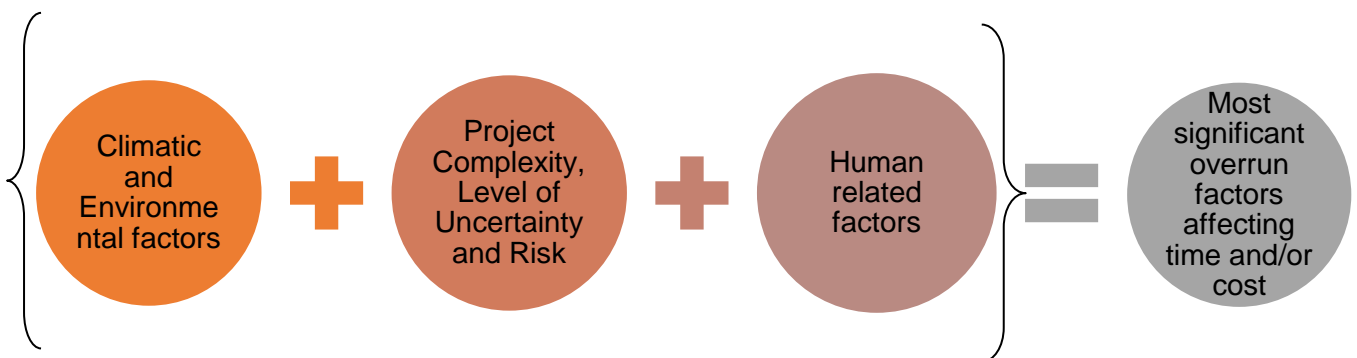 Climatic
and
Environme
ntal factors
Project
Complexity,
Level of
Uncertainty
and Risk
Human
related
factors
Most
significant
overrun
factors
affecting
time and/or
cost